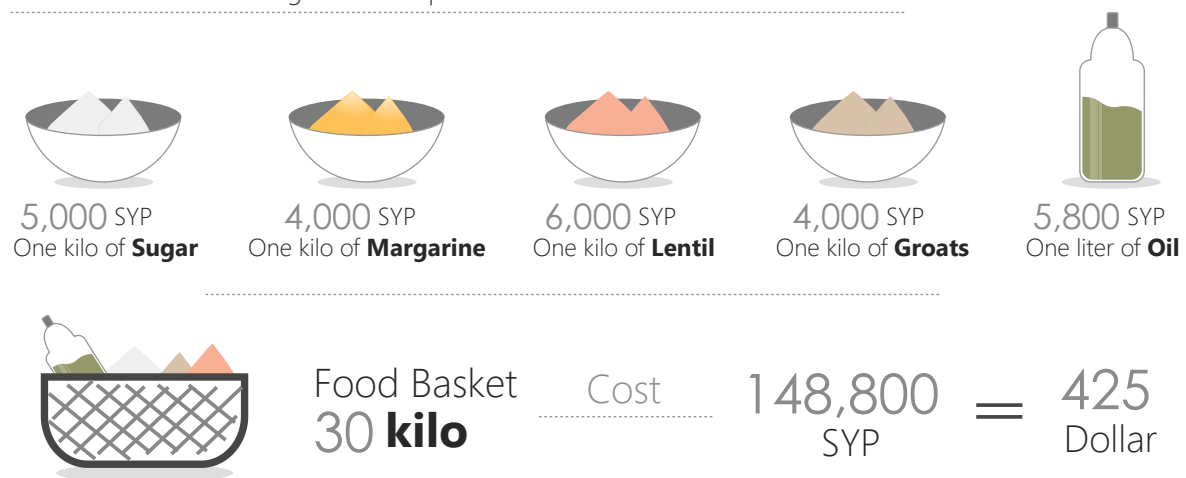 5,000 SYP
One kilo of Sugar
4,000 SYP
One kilo of Margarine
6,000 SYP
One kilo of Lentil
4,000 SYP
One kilo of Groats
5,800 SYP
One liter of Oil
Food Basket
30 kilo
Cost
148,800
SYP
=
425
Dollar